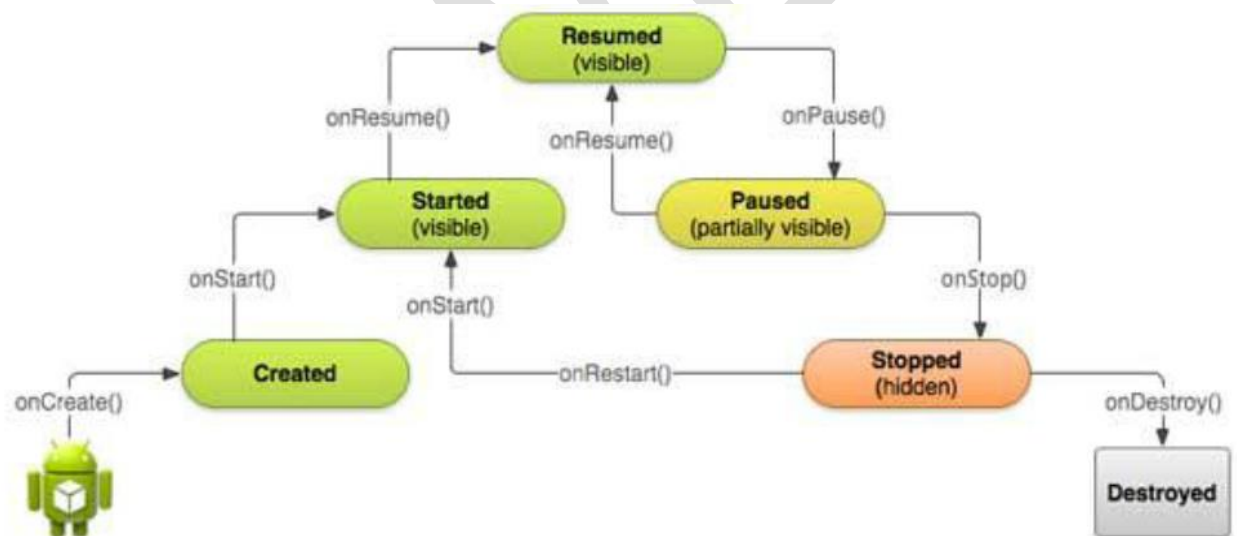 Resumed
(visible)
onResume()
onResume()
onPause()
Started
(visible)
Paused
(partially visible)
onStart()
onStart()
onStop()
Created
onRestart()
Stopped
(hidden)
onCreate()
onDestroy()
Destroyed